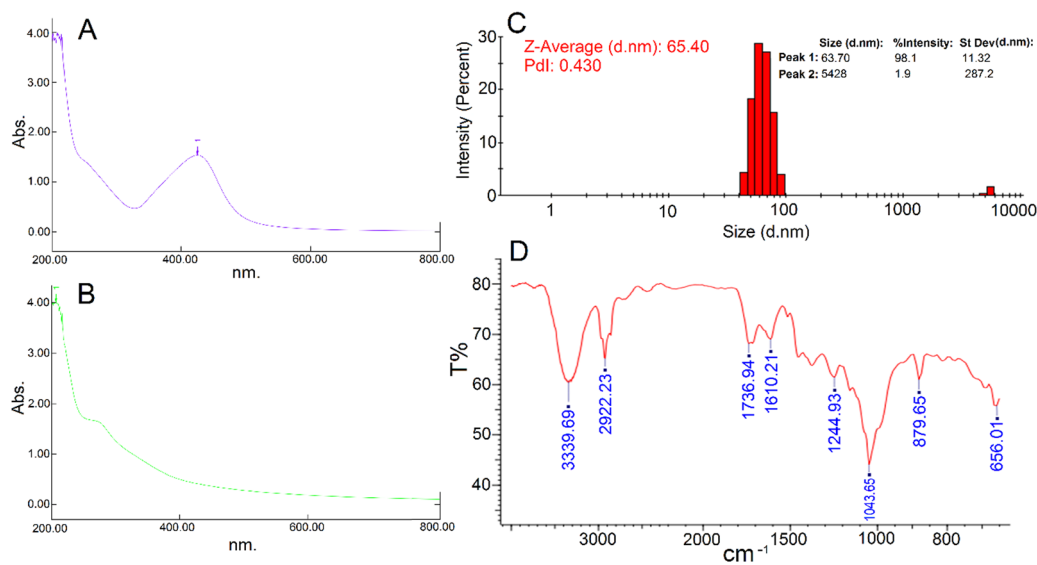 A
4.00
3.00
2.00
1.00
0.00
Abs.
1
200.00 400.00 600.00 800.00
nm.
B
4.00
3.00
2.00
1.00
0.00
Abs.
200.00 400.00 600.00 800.00
nm.
C
Z-Average (d.nm): 65.40
PdI: 0.430
Size (d.nm): %Intensity: St Dev(d.nm):
Peak 1: 63.70 98.1 11.32
Peak 2: 5428 1.9 287.2
30
20
10
0
Intensity (Percent)
1 10 100 1000 10000
Size (d.nm)
D
80
70
60
50
40
T%
3339.69
2922.23
1736.94
1610.21
1244.93
1043.65
879.65
656.01
3000 2000 1500 1000 800
cm⁻¹